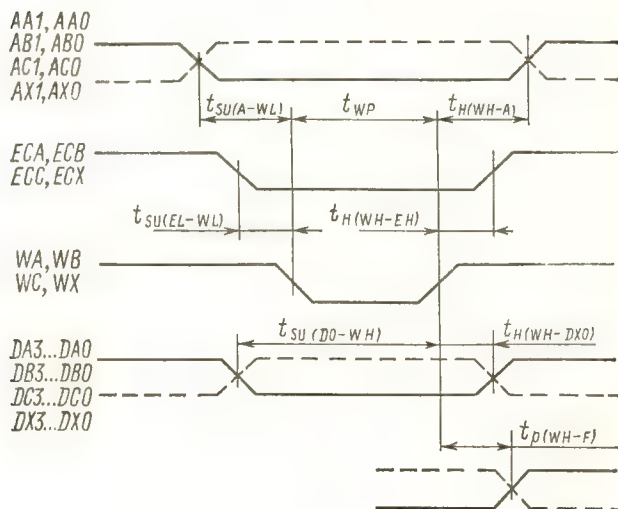 AA1, AA0
AB1, AB0
AC1, AC0
AX1, AX0
tSU(A-WL)
tWP
tH(WH-A)
ECA, ECB
ECC, ECX
tSU(EL-WL)
tH(WH-EH)
WA, WB
WC, WX
tSU(DO-WH)
tH(WH-DXO)
DA3...DA0
DB3...DB0
DC3...DC0
DX3...DX0
tp(WH-F)